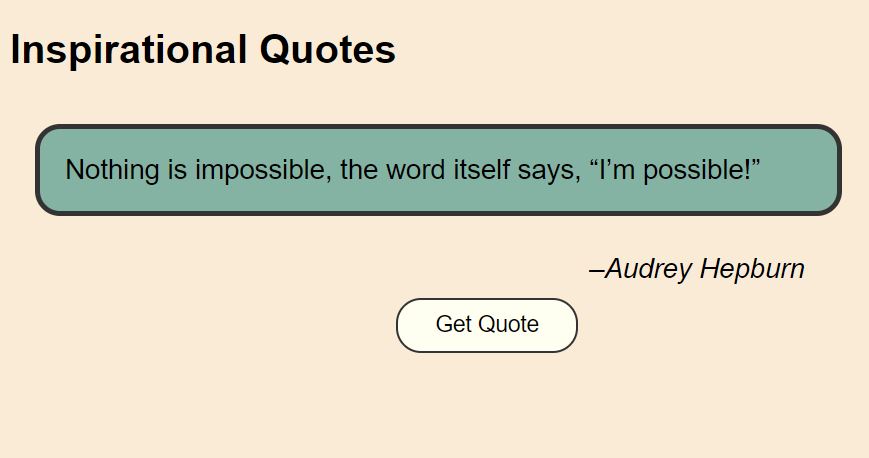 Inspirational Quotes
Nothing is impossible, the word itself says, “I’m possible!”
–Audrey Hepburn
Get Quote